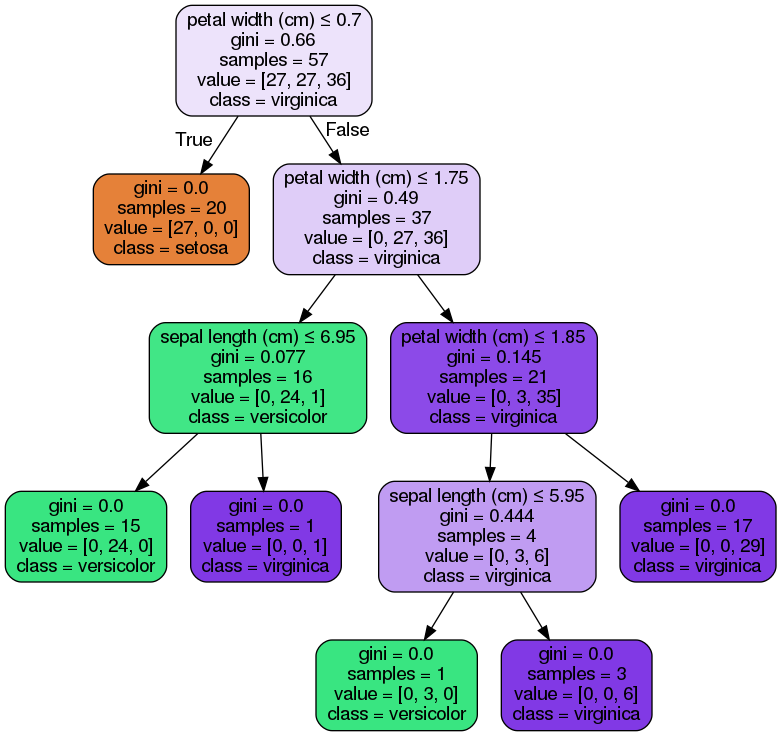 petal width (cm) ≤ 0.7
gini = 0.66
samples = 57
value = [27, 27, 36]
class = virginica
True
False
gini = 0.0
samples = 20
value = [27, 0, 0]
class = setosa
petal width (cm) ≤ 1.75
gini = 0.49
samples = 37
value = [0, 27, 36]
class = virginica
sepal length (cm) ≤ 6.95
gini = 0.077
samples = 16
value = [0, 24, 1]
class = versicolor
petal width (cm) ≤ 1.85
gini = 0.145
samples = 21
value = [0, 3, 35]
class = virginica
gini = 0.0
samples = 15
value = [0, 24, 0]
class = versicolor
gini = 0.0
samples = 1
value = [0, 0, 1]
class = virginica
sepal length (cm) ≤ 5.95
gini = 0.444
samples = 4
value = [0, 3, 6]
class = virginica
gini = 0.0
samples = 17
value = [0, 0, 29]
class = virginica
gini = 0.0
samples = 1
value = [0, 3, 0]
class = versicolor
gini = 0.0
samples = 3
value = [0, 0, 6]
class = virginica